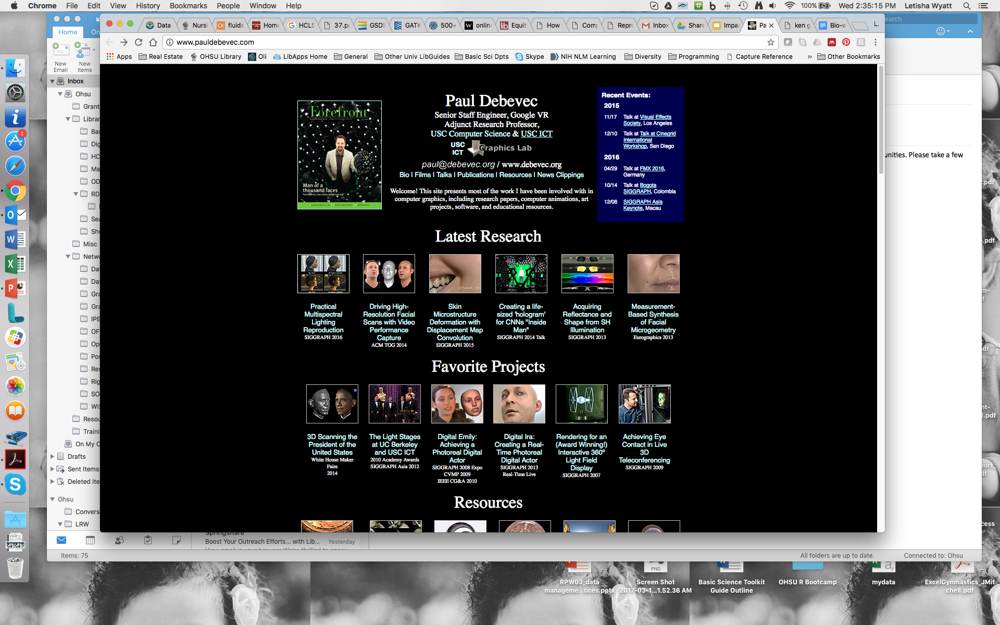 Chrome File Edit View History Bookmarks People Window Help
100% Wed 2:35:15 PM Letisha Wyatt
Data Nursi fluids Home HCLS 37.po GSDS GATK 500+ online Equit How Comp Repro Inbox Share Impac Pa ken g Bio-v L.
www.pauldebevec.com
Apps Real Estate OHSU Library Oli LibApps Home General Other Univ LibGuides Basic Sci Dpts Skype NIH NLM Learning Diversity Programming Capture Reference » Other Bookmarks
Home Or
earch
New Email
New Items
Inbox
Ohsu
Grant
Librar
Bas
Dig
HC
Ma
OD
RD
Sea
Sho
Misc
Netwo
Dat
Dat
Gra
Gra
IPE
OF
Op
Pos
Res
Rig
SO
WIS
Resou
Traini
On My C
Drafts
Sent Items
Deleted Ite
Ohsu
Convers
LRW
Forefront
Man of a
thousand faces
Paul Debevec
Senior Staff Engineer, Google VR
Adjunct Research Professor,
USC Computer Science & USC ICT
USC
ICT
Graphics Lab
paul@debevec.org / www.debevec.org
Bio | Films | Talks | Publications | Resources | News Clippings
Welcome! This site presents most of the work I have been involved with in
computer graphics, including research papers, computer animations, art
projects, software, and educational resources.
Recent Events:
2015
11/17 Talk at Visual Effects
Society, Los Angeles
12/10 Talk at Talk at Cinegrid
International
Workshop, San Diego
2016
04/29 Talk at FMX 2016,
Germany
10/14 Talk at Bogota
SIGGRAPH, Colombia
12/06 SIGGRAPH Asia
Keynote, Macau
unities. Please take a few
Latest Research
DYNAMIC MIC
Practical
Multispectral
Lighting
Reproduction
SIGGRAPH 2016
Driving High-
Resolution Facial
Scans with Video
Performance
Capture
ACM TOG 2014
Skin
Microstructure
Deformation with
Displacement Map
Convolution
SIGGRAPH 2015
Creating a life-
sized 'hologram'
for CNNs "Inside
Man"
SIGGRAPH 2014 Talk
Acquiring
Reflectance and
Shape from SH
Illumination
SIGGRAPH 2013
Measurement-
Based Synthesis
of Facial
Microgeometry
Eurographics 2013
Favorite Projects
3D Scanning the
President of the
United States
White House Maker
Faire
2014
The Light Stages
at UC Berkeley
and USC ICT
2010 Academy Awards
SIGGRAPH Asia 2012
Digital Emily:
Achieving a
Photoreal Digital
Actor
SIGGRAPH 2008 Expo
CVMP 2009
IEEE CG&A 2010
Digital Ira:
Creating a Real-
Time Photoreal
Digital Actor
SIGGRAPH 2013
Real-Time Live
Rendering for an
(Award Winning!)
Interactive 360º
Light Field
Display
SIGGRAPH 2007
Achieving Eye
Contact in Live
3D
Teleconferencing
SIGGRAPH 2009
Resources
Springshare
Boost Your Outreach Efforts... with Lib... Yesterday
Items: 75
All folders are up to date. Connected to: Ohsu
PNG
RPW03_data
manageme...tices.pptx
Screen Shot
2017-03-1...1.52.36 AM
Basic Science Toolkit
Guide Outline
OHSU R Bootcamp
mydata
ExcelGynmastics_JMit
chell.pdf